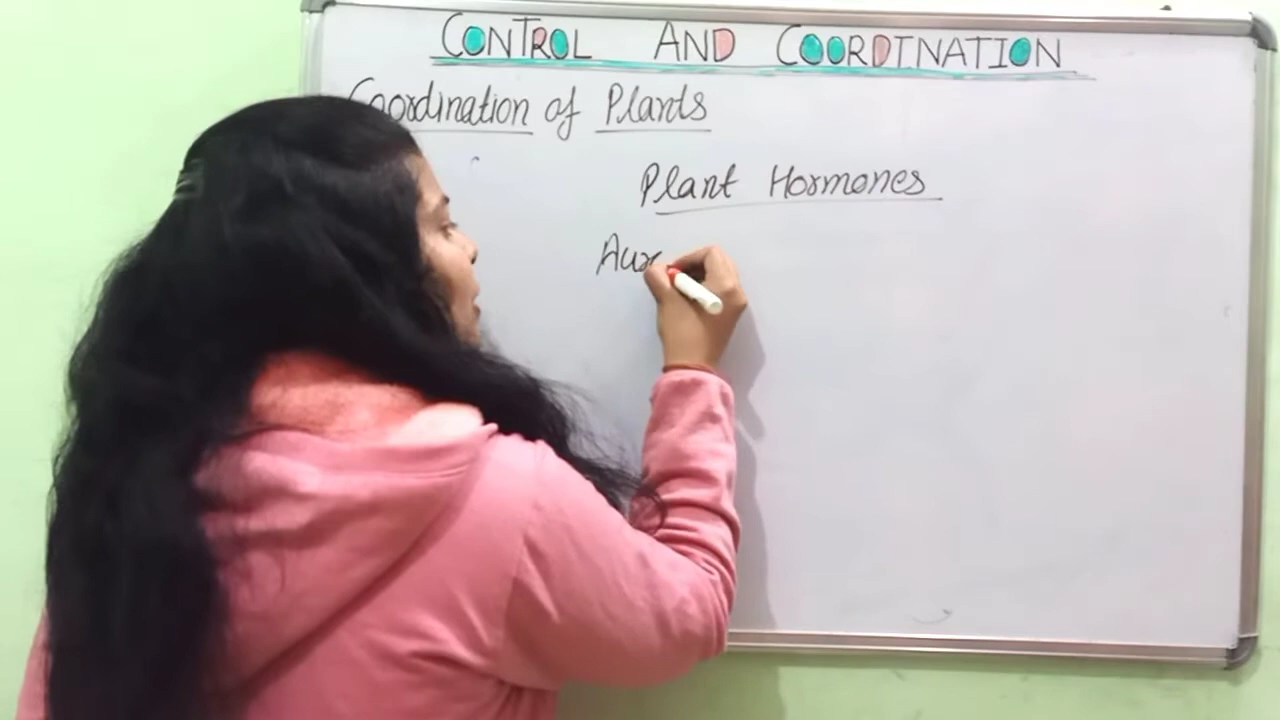 CONTROL AND COORDINATION
Coordination of Plants
Plant Hormones
Aux